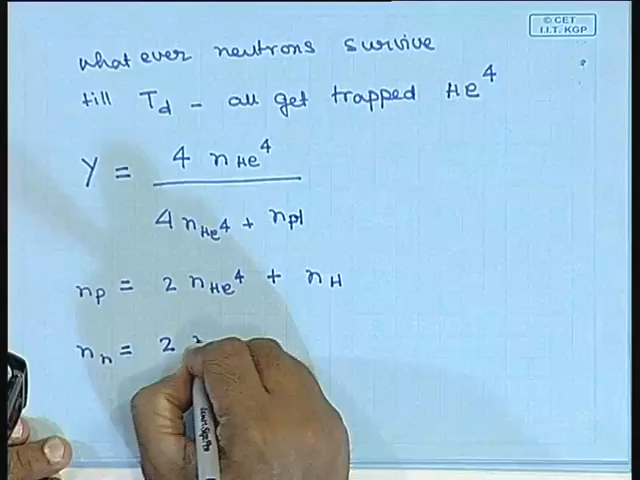 © CET
I.I.T. KGP
what ever neutrons survive
till Td - all get trapped He⁴
Y = 4 nHe⁴ / 4 nHe⁴ + npl
np = 2 nHe⁴ + nH
nn = 2